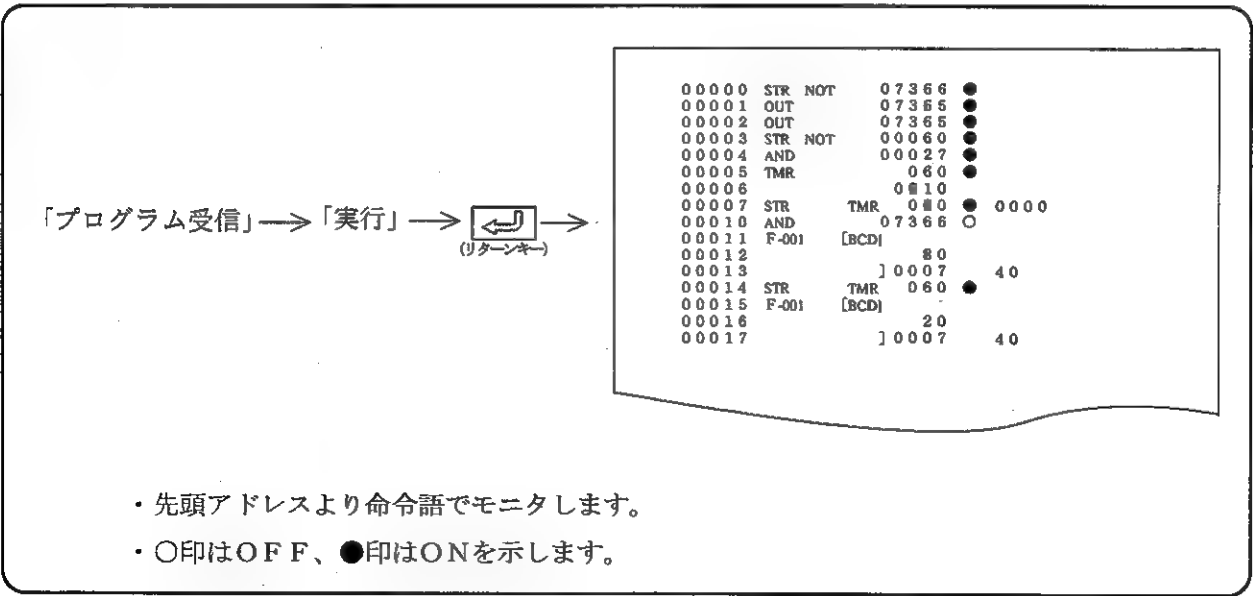 「プログラム受信」→「実行」→ (リターンキー) →
00000 STR NOT 07366 ●
00001 OUT 07365 ●
00002 OUT 07365 ●
00003 STR NOT 00060 ●
00004 AND 00027 ●
00005 TMR 060 ●
00006
00007 STR TMR ● 0000
00010 AND 07366 ○
00011 F-001 [BCD]
00012 80
00013 ]0007 40
00014 STR TMR 060 ●
00015 F-001 [BCD]
00016 20
00017 ]0007 40
・先頭アドレスより命令語でモニタします。
・○印はOFF、●印はONを示します。